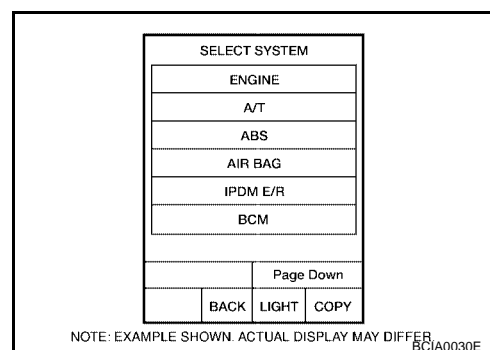 SELECT SYSTEM
ENGINE
A/T
ABS
AIR BAG
IPDM E/R
BCM
Page Down
BACK LIGHT COPY
NOTE: EXAMPLE SHOWN. ACTUAL DISPLAY MAY DIFFER.
BCIA0030E